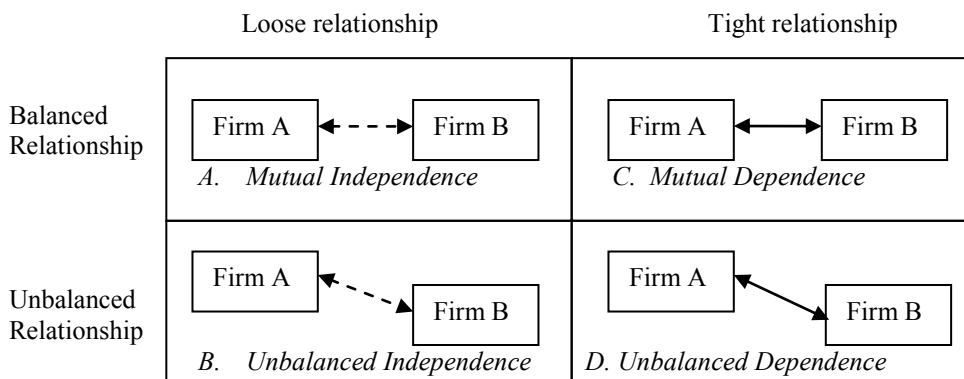 Loose relationship
Tight relationship
Balanced
Relationship
Firm A
Firm B
A. Mutual Independence
Firm A
Firm B
C. Mutual Dependence
Unbalanced
Relationship
Firm A
Firm B
B. Unbalanced Independence
Firm A
Firm B
D. Unbalanced Dependence